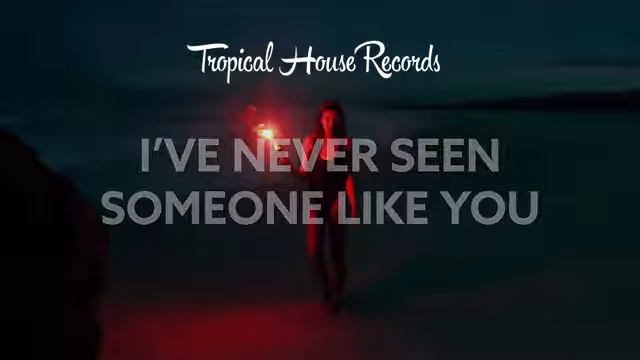 Tropical House Records
I'VE NEVER SEEN
SOMEONE LIKE YOU